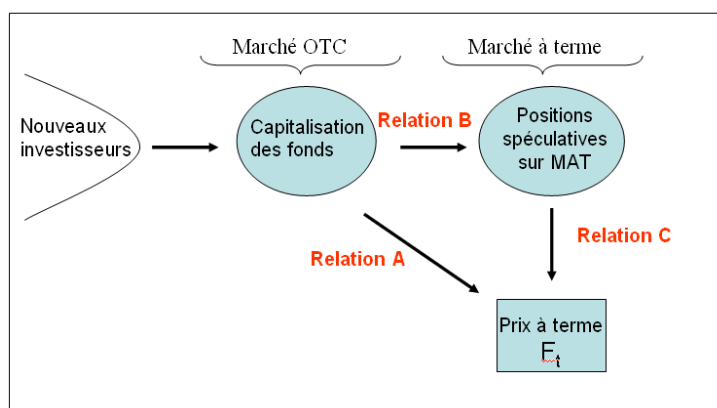 Marché OTC
Marché à terme
Nouveaux
investisseurs
Capitalisation
des fonds
Relation B
Positions
spéculatives
sur MAT
Relation A
Relation C
Prix à terme
Ft